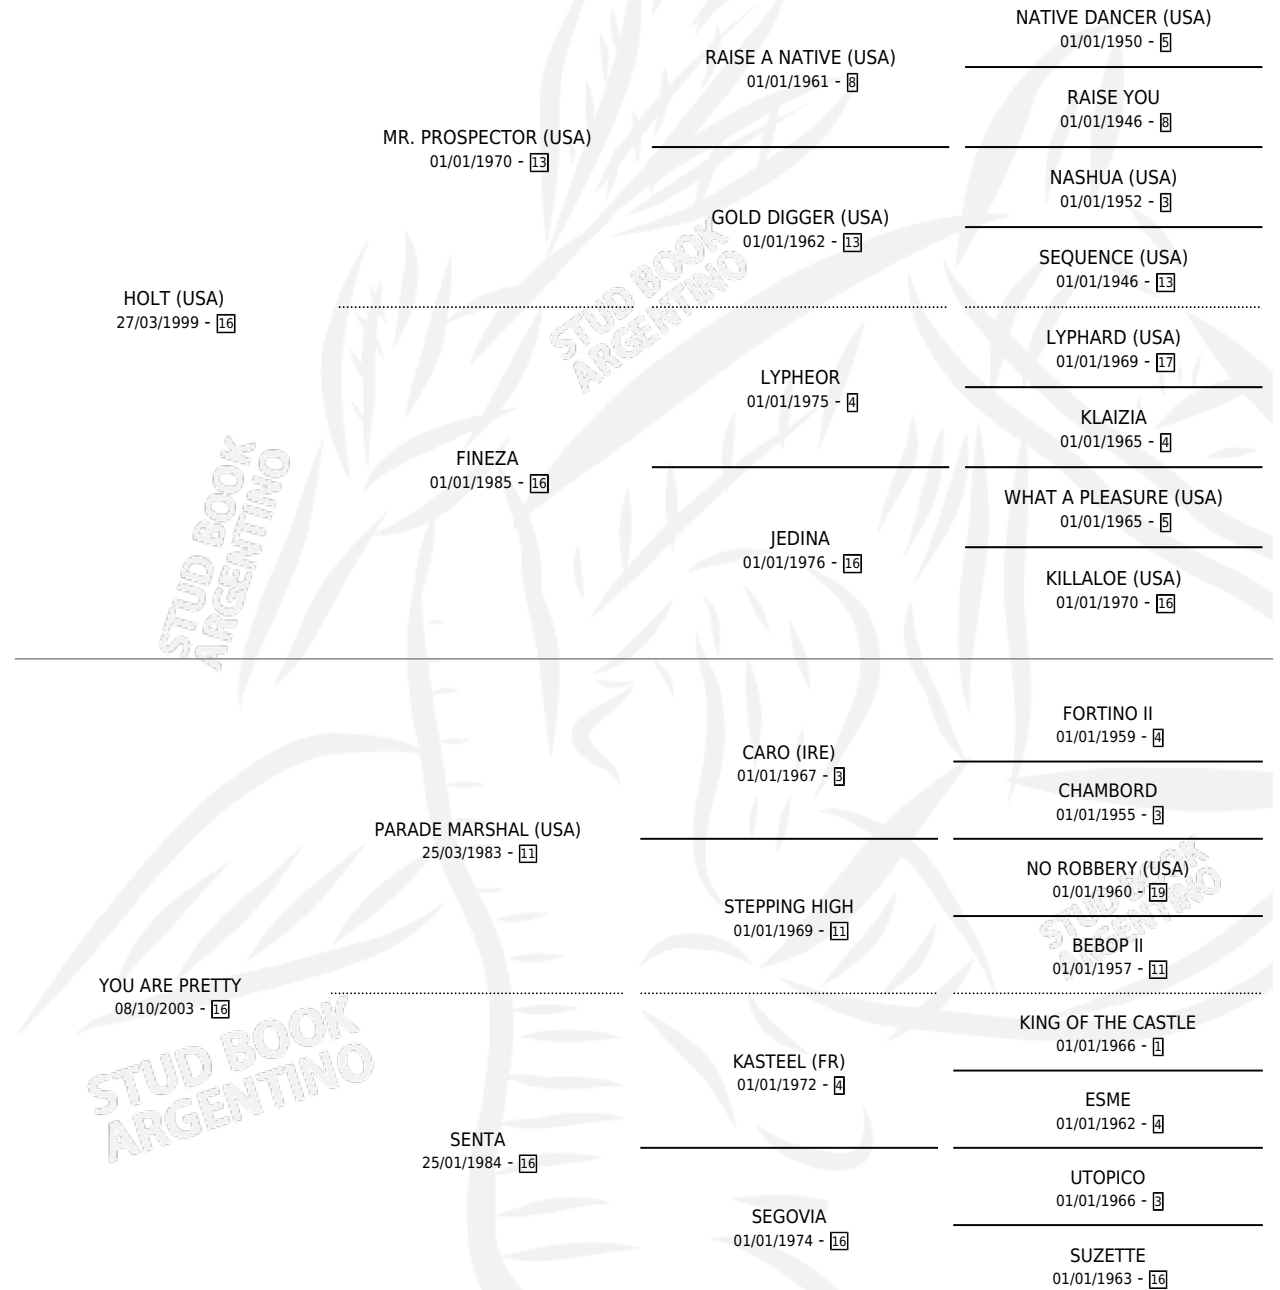 NATIVE DANCER (USA)
01/01/1950 - 5
RAISE A NATIVE (USA)
01/01/1961 - 8
RAISE YOU
01/01/1946 - 8
MR. PROSPECTOR (USA)
01/01/1970 - 13
NASHUA (USA)
01/01/1952 - 3
GOLD DIGGER (USA)
01/01/1962 - 13
SEQUENCE (USA)
01/01/1946 - 13
HOLT (USA)
27/03/1999 - 16
STUD BOOK
ARGENTINO
LYPHARD (USA)
01/01/1969 - 17
LYPHEOR
01/01/1975 - 4
KLAIZIA
01/01/1965 - 4
FINEZA
01/01/1985 - 16
STUD BOOK
ARGENTINO
WHAT A PLEASURE (USA)
01/01/1965 - 5
JEDINA
01/01/1976 - 16
KILLALOE (USA)
01/01/1970 - 16
FORTINO II
01/01/1959 - 4
CARO (IRE)
01/01/1967 - 3
CHAMBORD
01/01/1955 - 3
PARADE MARSHAL (USA)
25/03/1983 - 11
NO ROBBERY (USA)
01/01/1960 - 19
STUD BOOK
ARGENTINO
STEPPING HIGH
01/01/1969 - 11
BEBOP II
01/01/1957 - 11
YOU ARE PRETTY
08/10/2003 - 16
STUD BOOK
ARGENTINO
KING OF THE CASTLE
01/01/1966 - 1
KASTEEL (FR)
01/01/1972 - 4
ESME
01/01/1962 - 4
SENTA
25/01/1984 - 16
UTOPICO
01/01/1966 - 3
SEGOVIA
01/01/1974 - 16
SUZETTE
01/01/1963 - 16